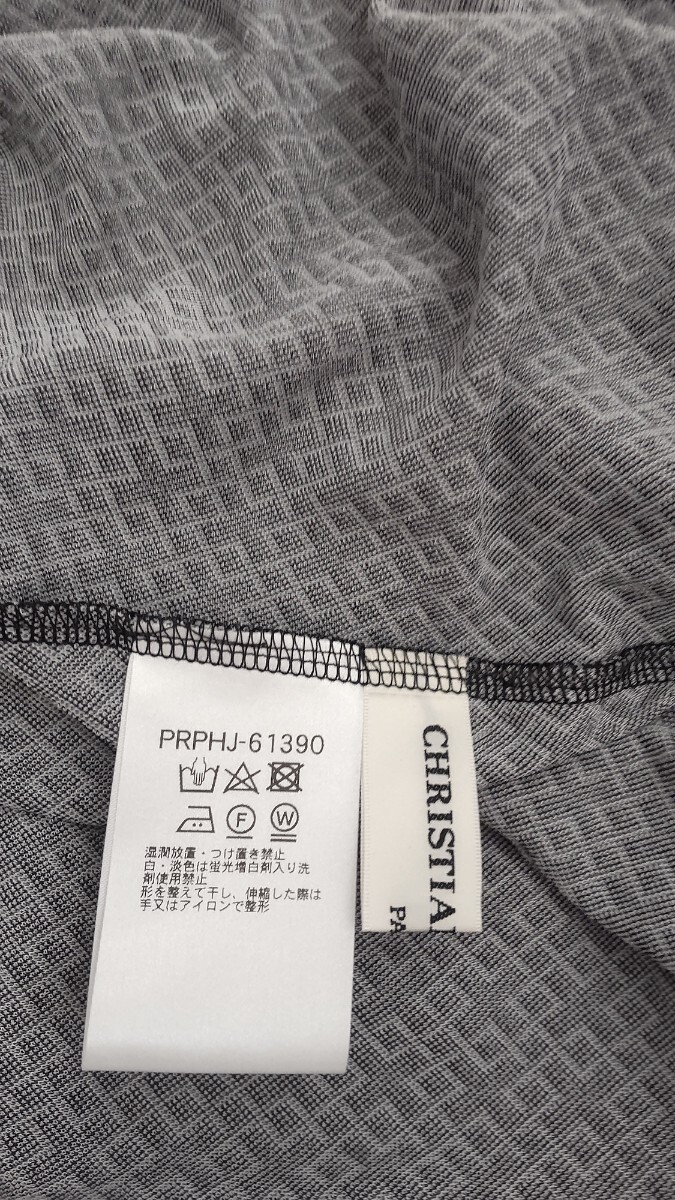 PRPHJ-61390
F
W
湿潤放置・つけ置き禁止
白・淡色は蛍光増白剤入り洗
剤使用禁止
形を整えて干し、伸縮した際は
手又はアイロンで整形
CHRISTIA
PA